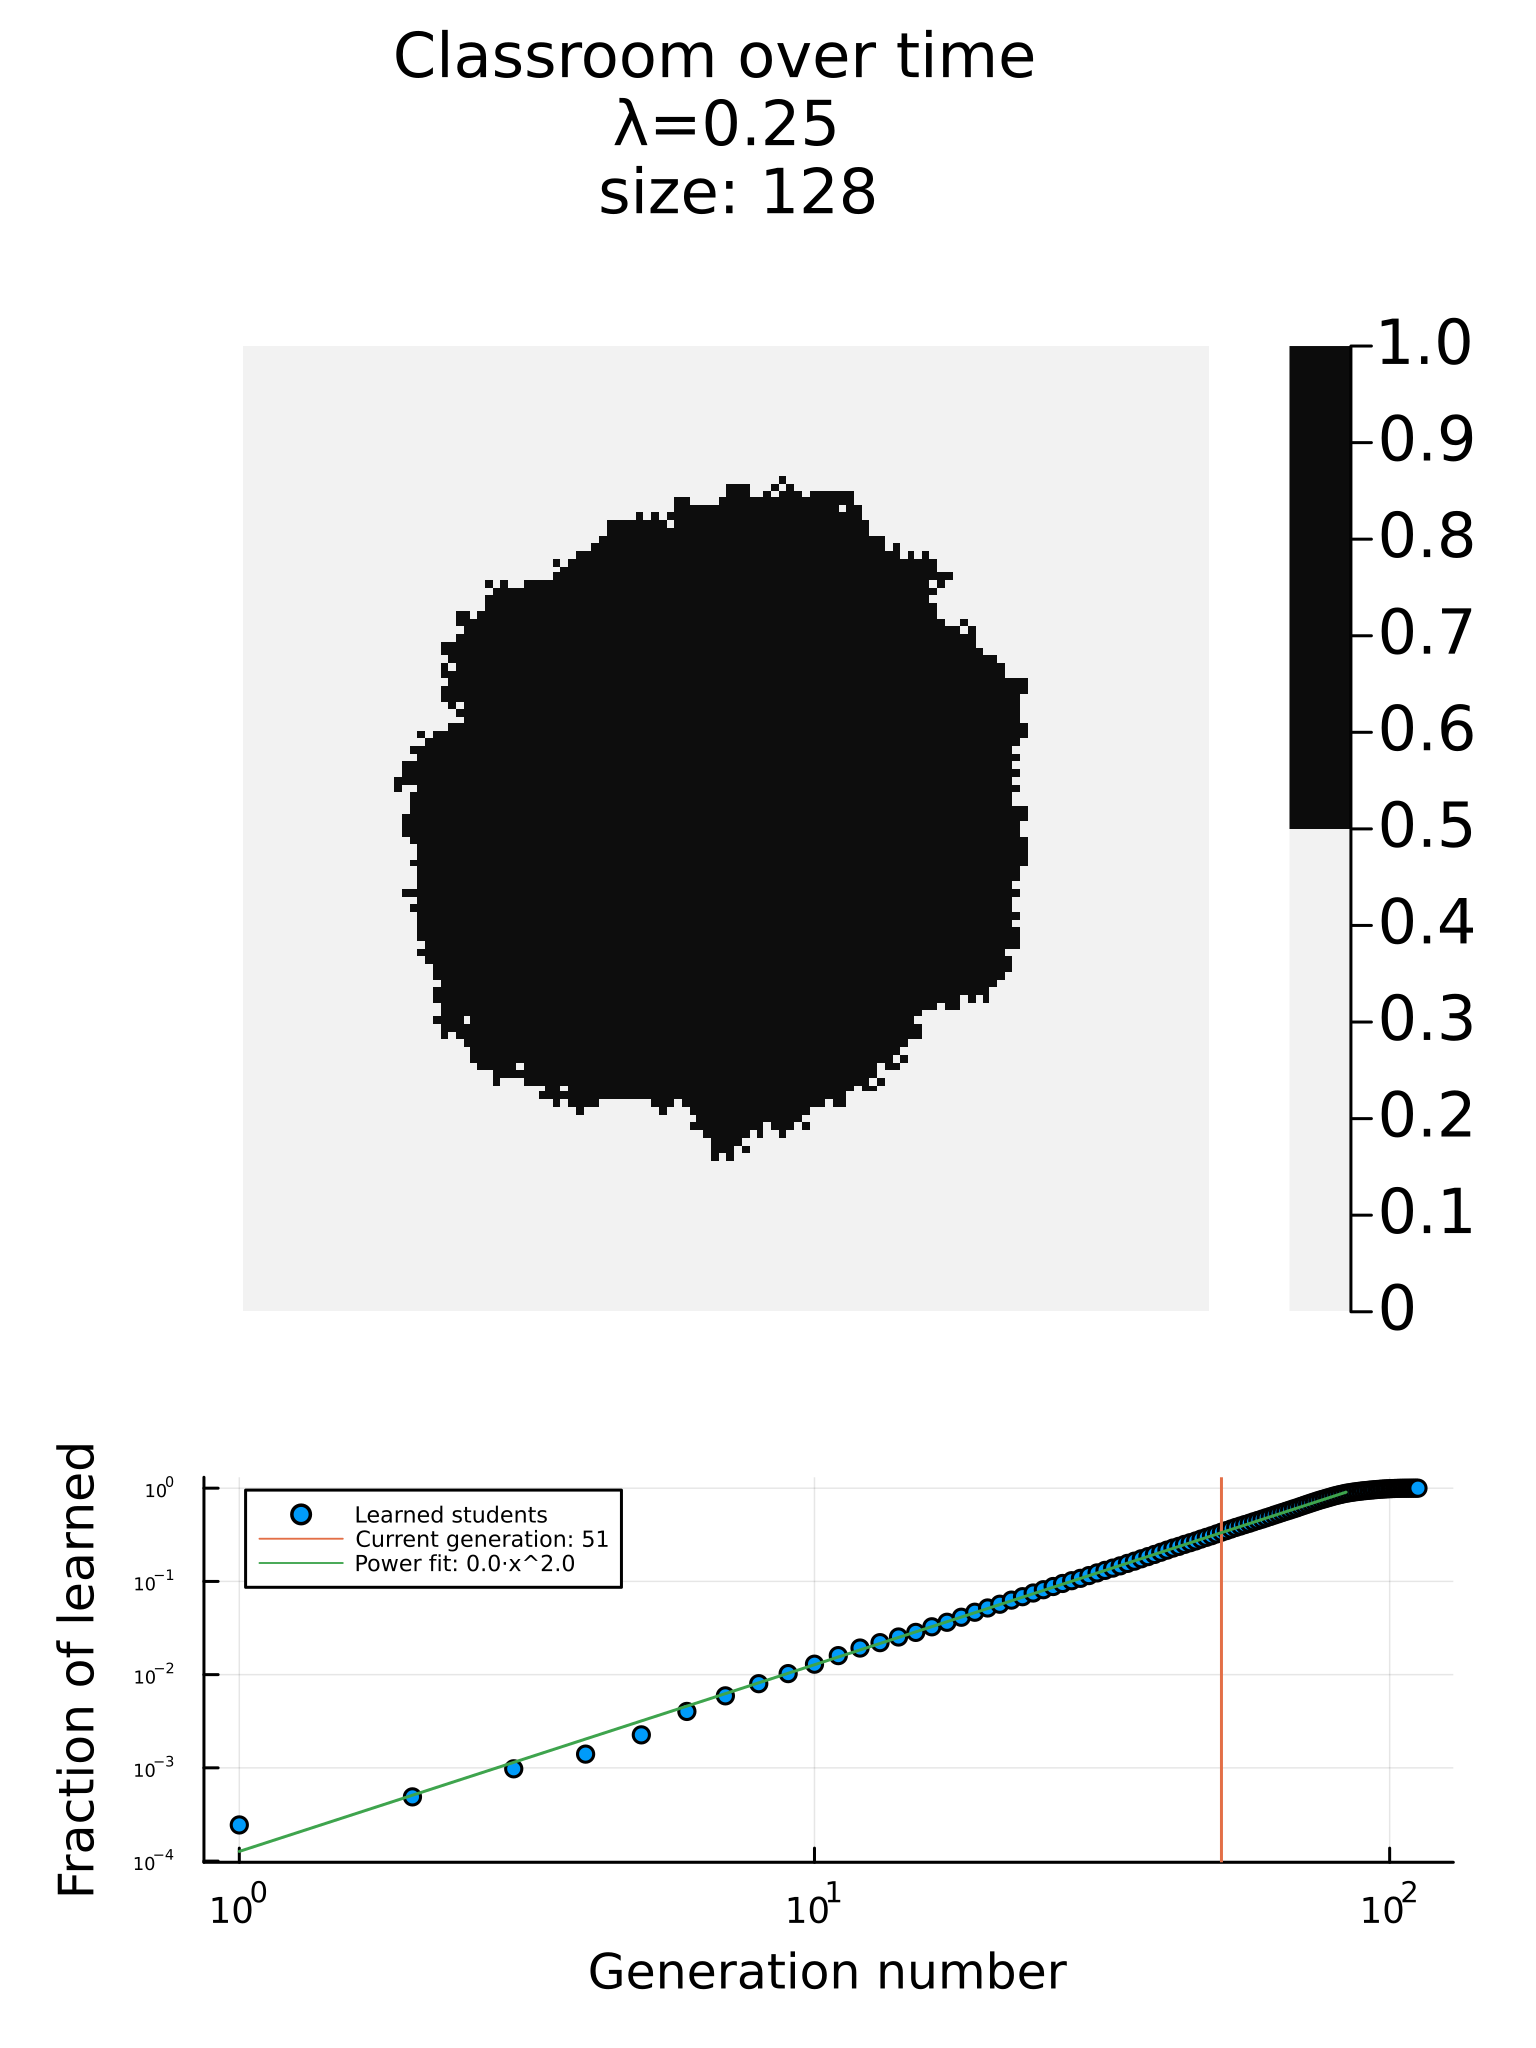 Classroom over time
λ=0.25
size: 128
1.0
0.9
0.8
0.7
0.6
0.5
0.4
0.3
0.2
0.1
0
Fraction of learned
10^0
10^-1
10^-2
10^-3
10^-4
Learned students
Current generation: 51
Power fit: 0.0·x^2.0
10^0
10^1
10^2
Generation number